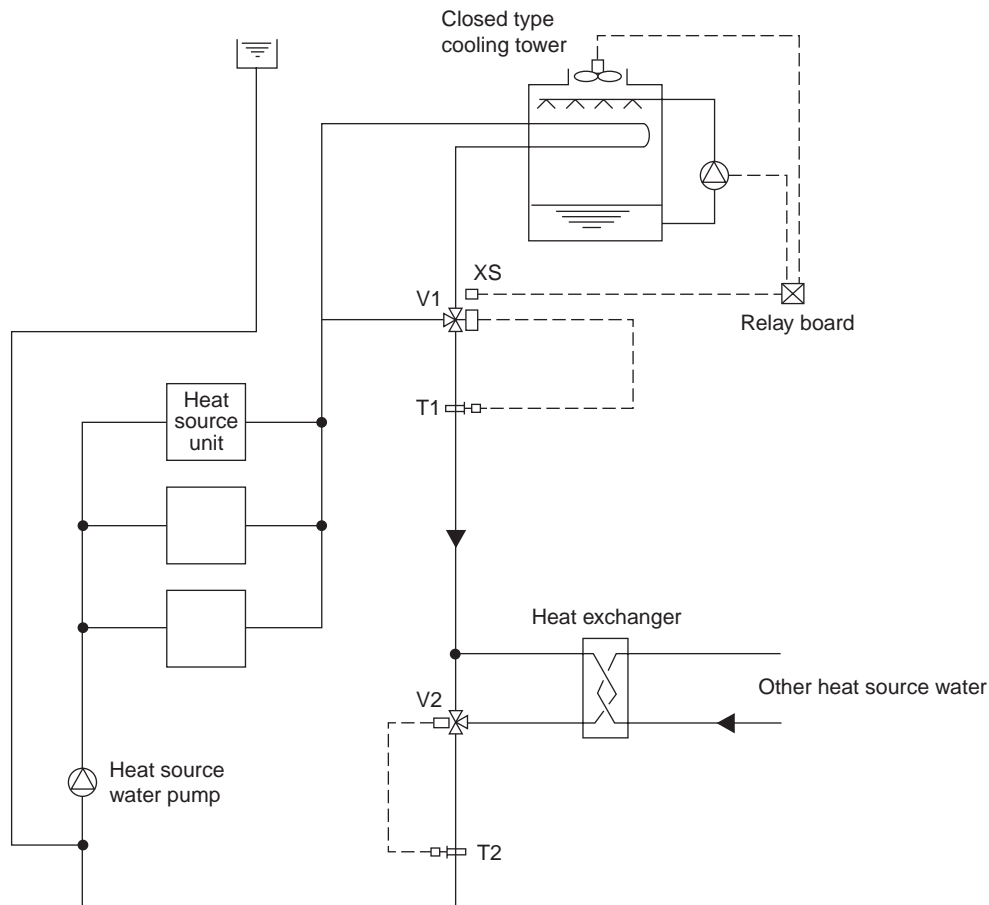 Closed type
cooling tower
XS
V1
Relay board
T1
Heat
source
unit
Heat exchanger
Other heat source water
V2
Heat source
water pump
T2